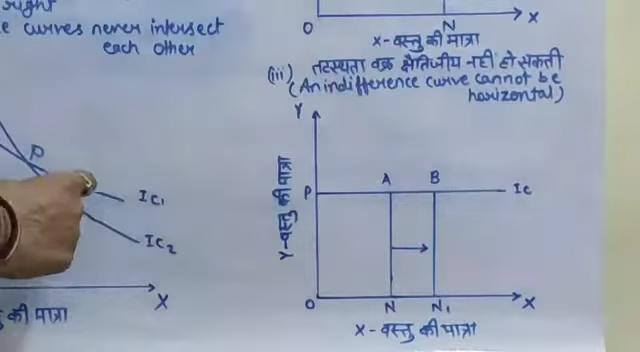 right
curves never intersect
each other
P
IC₁
IC₂
X
की मात्रा
O
N
X
X-वस्तु की मात्रा
(iii) तटस्थता वक्र क्षैतिजीय नहीं हो सकती
(An indifference curve cannot be
horizontal)
Y
Y-वस्तु की मात्रा
P
A
B
IC
O
N
N₁
X
X-वस्तु की मात्रा